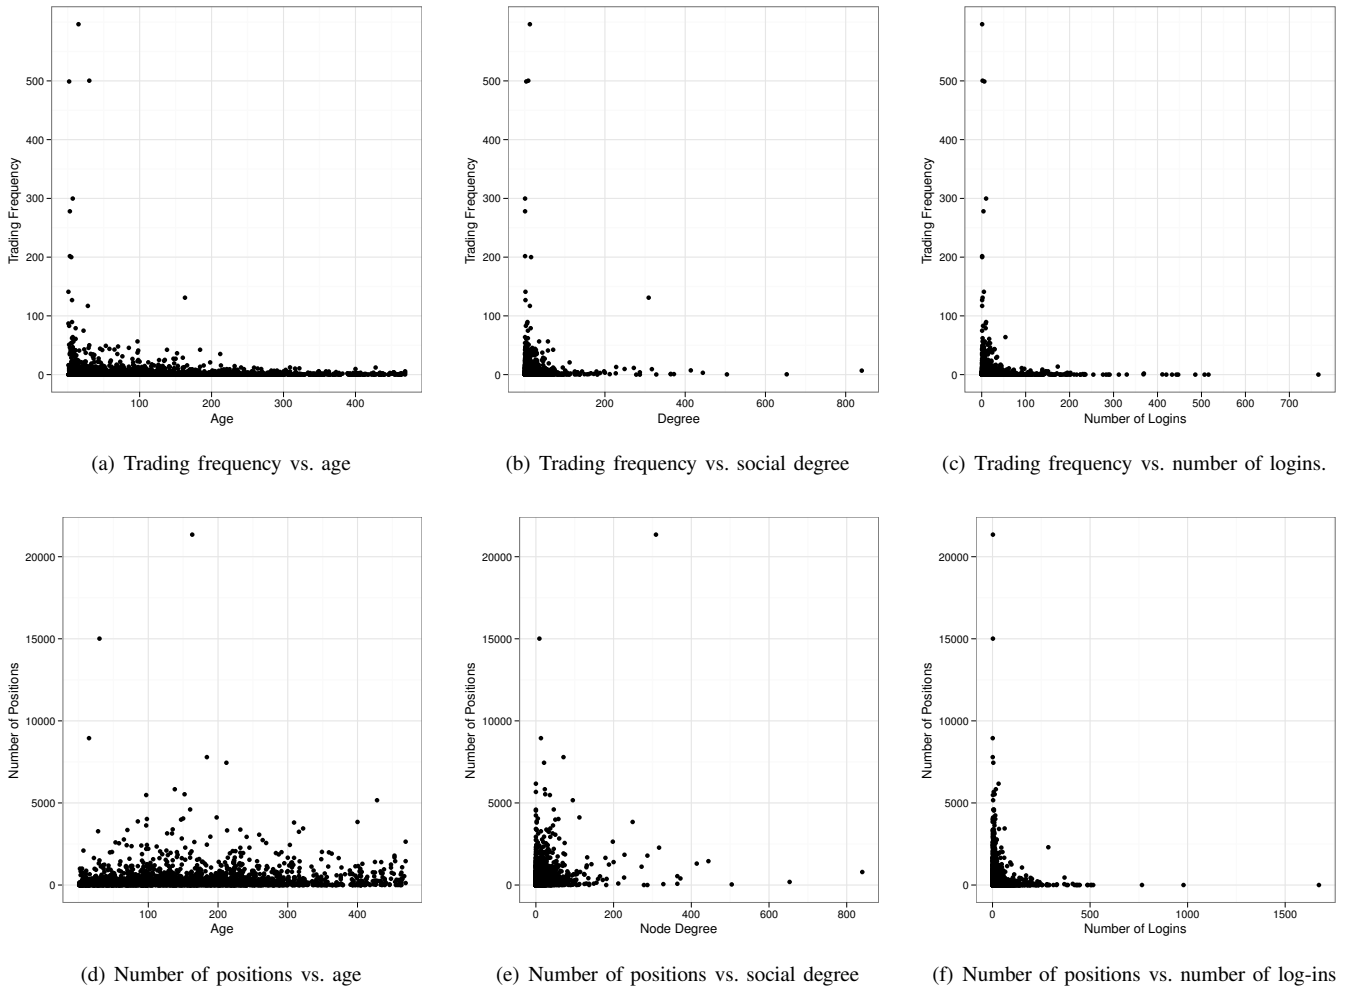 500
400
300
200
100
0
Trading Frequency
100 200 300 400
Age
(a) Trading frequency vs. age
500
400
300
200
100
0
Trading Frequency
200 400 600 800
Degree
(b) Trading frequency vs. social degree
500
400
300
200
100
0
Trading Frequency
0 100 200 300 400 500 600 700
Number of Logins
(c) Trading frequency vs. number of logins.
20000
15000
10000
5000
0
Number of Positions
100 200 300 400
Age
(d) Number of positions vs. age
20000
15000
10000
5000
0
Number of Positions
0 200 400 600 800
Node Degree
(e) Number of positions vs. social degree
20000
15000
10000
5000
0
Number of Positions
0 500 1000 1500
Number of Logins
(f) Number of positions vs. number of log-ins